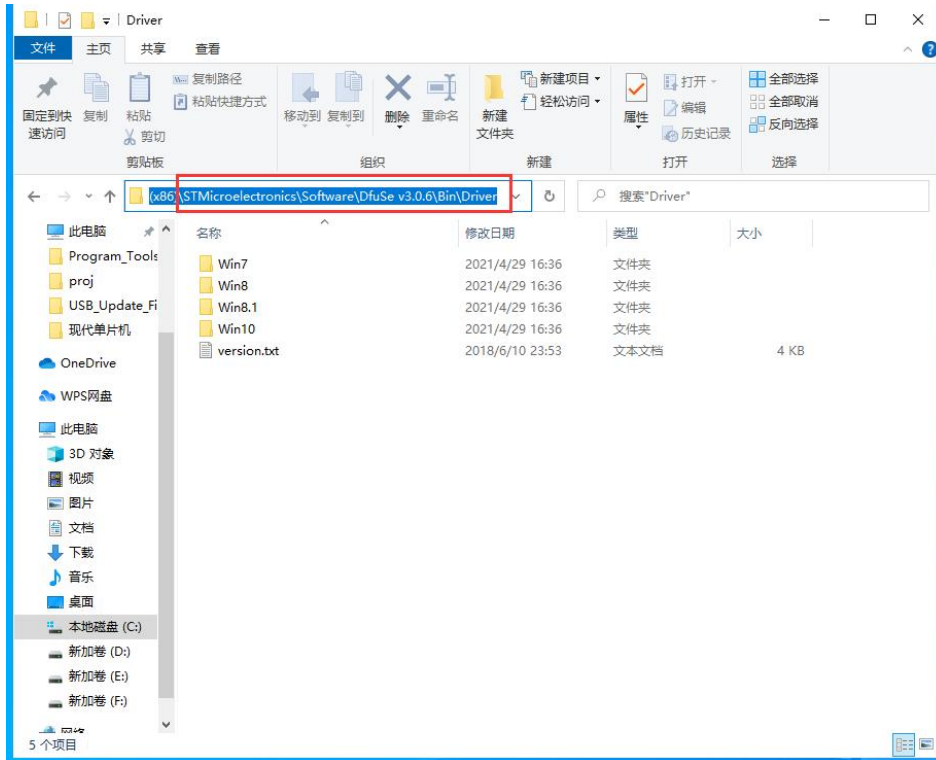 Driver
文件 主页 共享 查看
固定到快速访问 复制 粘贴 复制路径 粘贴快捷方式 剪切 移动到 复制到 删除 重命名 新建文件夹 新建项目 轻松访问 属性 打开 编辑 历史记录 全部选择 全部取消 反向选择
剪贴板 组织 新建 打开 选择
(x86)\STMicroelectronics\Software\DfuSe v3.0.6\Bin\Driver 搜索"Driver"
名称 修改日期 类型 大小
Win7 2021/4/29 16:36 文件夹
Win8 2021/4/29 16:36 文件夹
Win8.1 2021/4/29 16:36 文件夹
Win10 2021/4/29 16:36 文件夹
version.txt 2018/6/10 23:53 文本文档 4 KB
此电脑
Program_Tools
proj
USB_Update_Fi
现代单片机
OneDrive
WPS网盘
此电脑
3D 对象
视频
图片
文档
下载
音乐
桌面
本地磁盘 (C:)
新加卷 (D:)
新加卷 (E:)
新加卷 (F:)
5 个项目